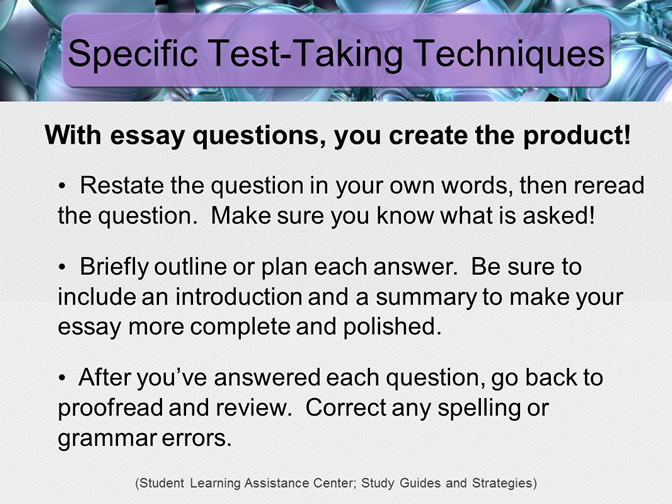 Specific Test-Taking Techniques
With essay questions, you create the product!
• Restate the question in your own words, then reread
the question.  Make sure you know what is asked!
• Briefly outline or plan each answer.  Be sure to
include an introduction and a summary to make your
essay more complete and polished.
• After you’ve answered each question, go back to
proofread and review.  Correct any spelling or
grammar errors.
(Student Learning Assistance Center; Study Guides and Strategies)